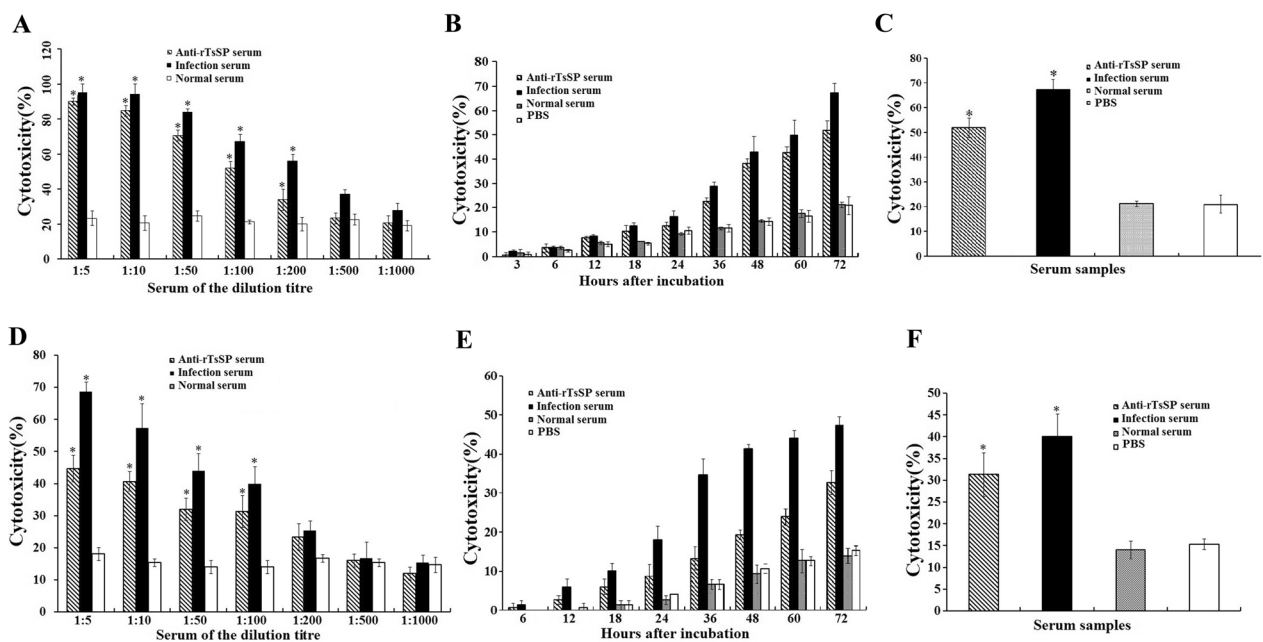 A
Cytotoxicity(%)
120
100
80
60
40
20
0
Anti-rTsSP serum
Infection serum
Normal serum
* * * * * * * * * *
1:5 1:10 1:50 1:100 1:200 1:500 1:1000
Serum of the dilution titre
B
Cytotoxicity(%)
80
70
60
50
40
30
20
10
0
Anti-rTsSP serum
Infection serum
Normal serum
PBS
3 6 12 18 24 36 48 60 72
Hours after incubation
C
Cytotoxicity(%)
80
70
60
50
40
30
20
10
0
Anti-rTsSP serum
Infection serum
Normal serum
PBS
* *
Serum samples
D
Cytotoxicity(%)
80
70
60
50
40
30
20
10
0
Anti-rTsSP serum
Infection serum
Normal serum
* * * * * * * *
1:5 1:10 1:50 1:100 1:200 1:500 1:1000
Serum of the dilution titre
E
Cytotoxicity(%)
60
50
40
30
20
10
0
Anti-rTsSP serum
Infection serum
Normal serum
PBS
6 12 18 24 36 48 60 72
Hours after incubation
F
Cytotoxicity(%)
50
45
40
35
30
25
20
15
10
5
0
Anti-rTsSP serum
Infection serum
Normal serum
PBS
* *
Serum samples